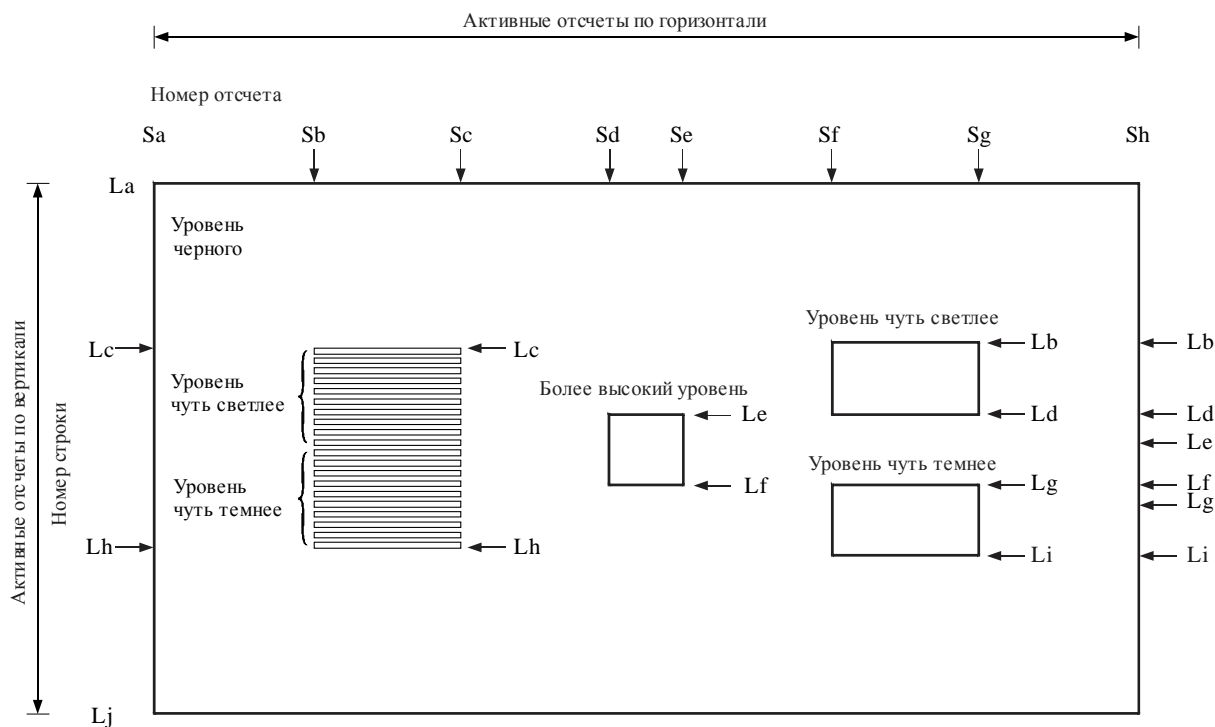 Активные отсчеты по горизонтали
Номер отсчета
Sa Sb Sc Sd Se Sf Sg Sh
La
Уровень
черного
Уровень чуть светлее
Lc Lc Lb Lb
Уровень
чуть светлее
Более высокий уровень
Le Ld Ld
Le
Уровень чуть темнее
Уровень
чуть темнее
Lf Lg Lf
Lg
Lh Lh Li Li
Lj
Активные отсчеты по вертикали
Номер строки